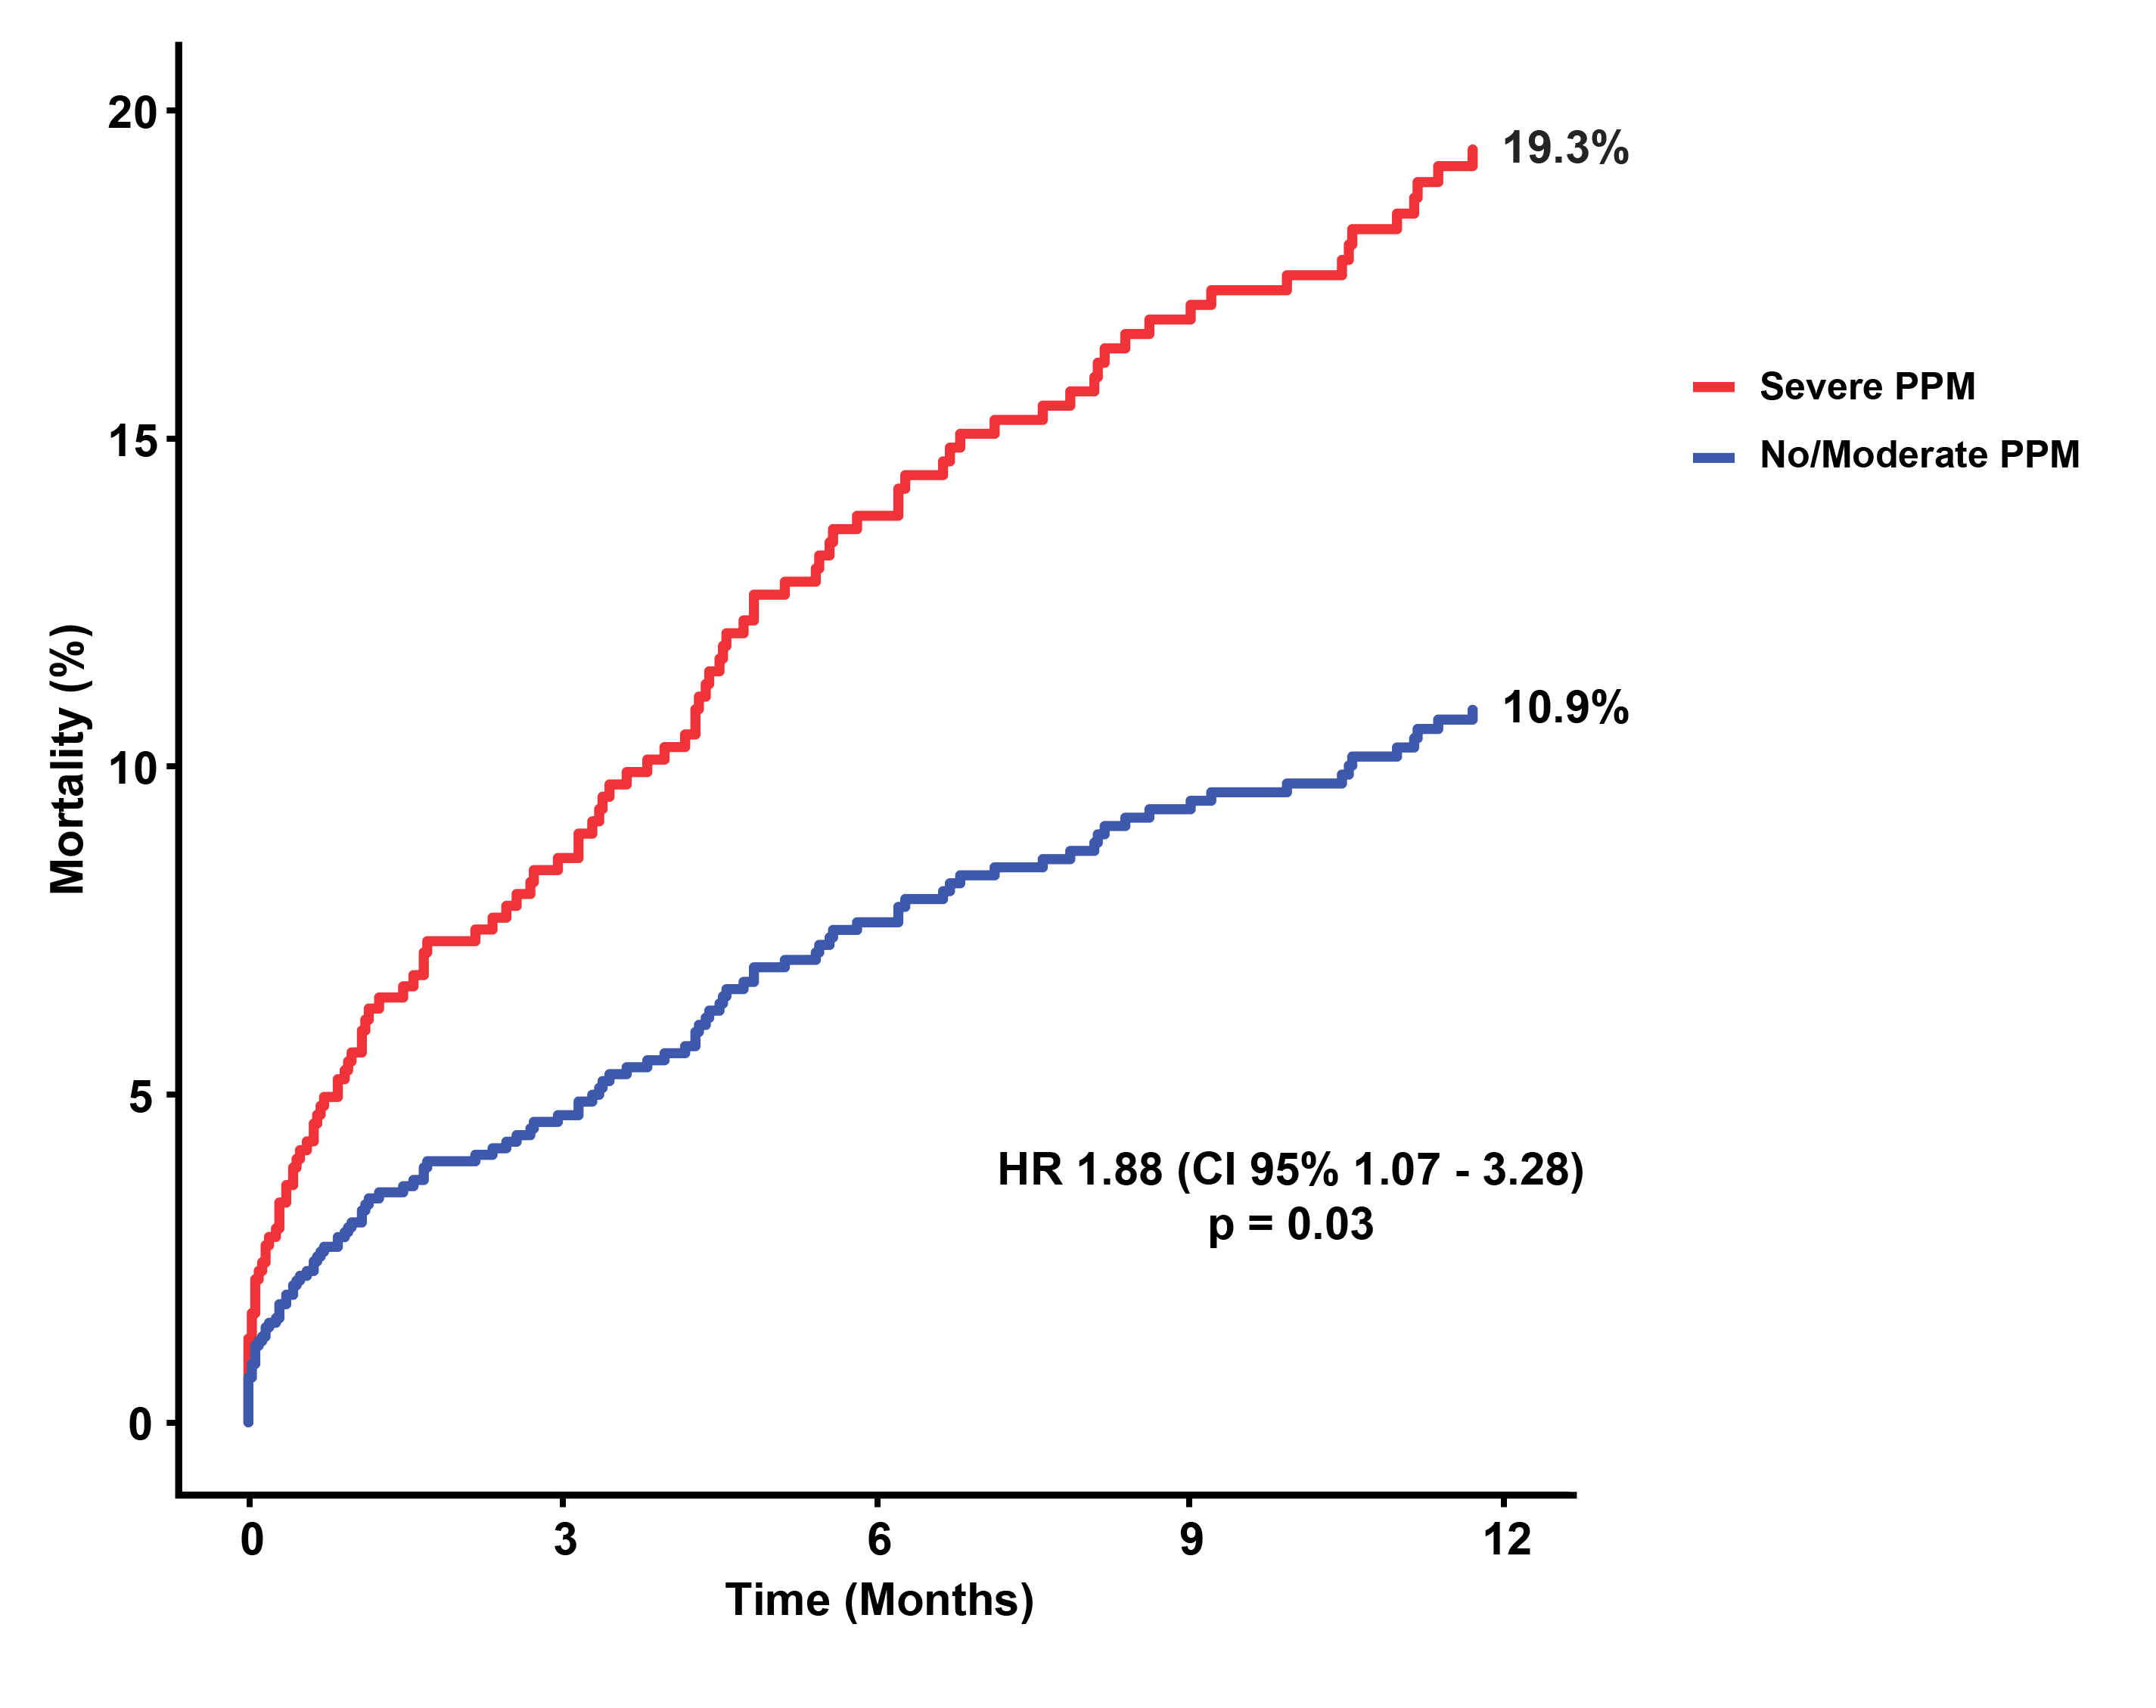 20
15
10
5
0
Mortality (%)
0 3 6 9 12
Time (Months)
19.3%
10.9%
HR 1.88 (CI 95% 1.07 - 3.28)
p = 0.03
Severe PPM
No/Moderate PPM